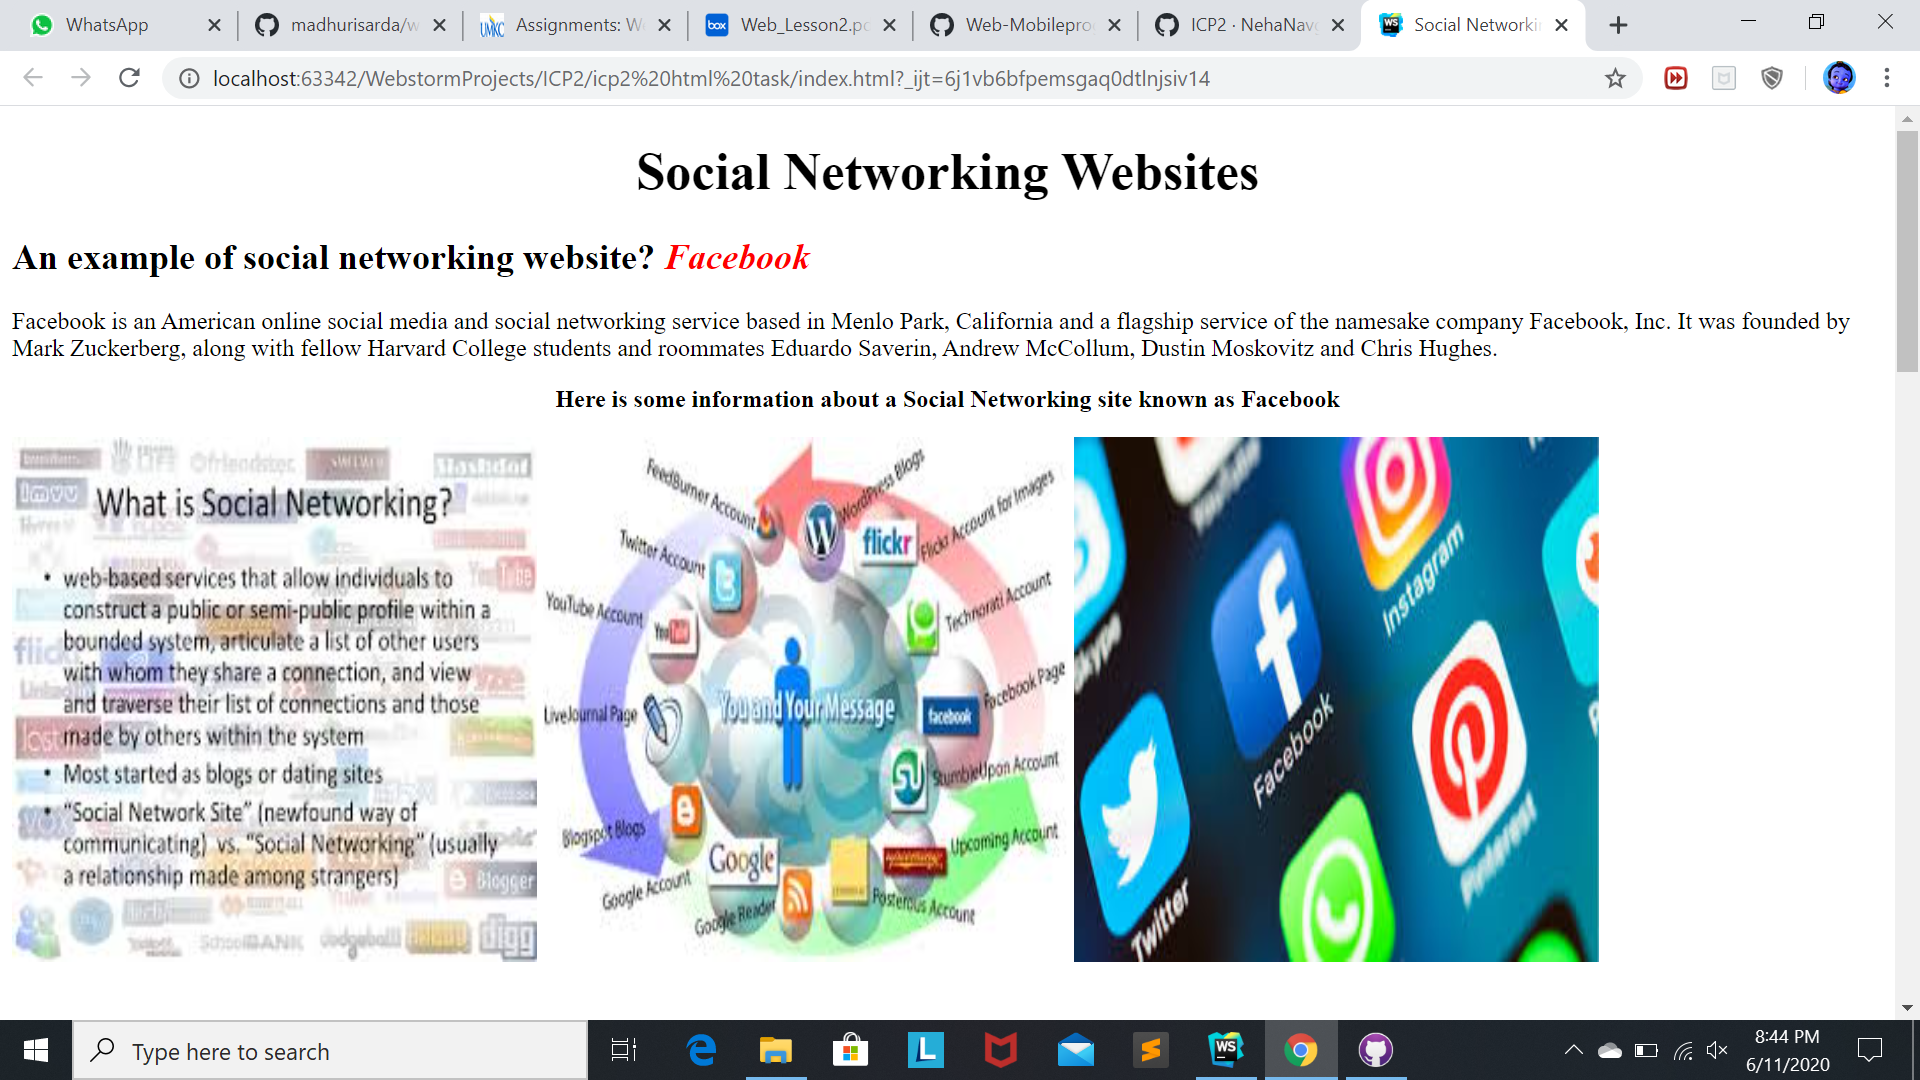 WhatsApp
madhurisarda/w
Assignments: W
Web_Lesson2.p
Web-Mobilepro
ICP2 · NehaNav
Social Networki
localhost:63342/WebstormProjects/ICP2/icp2%20html%20task/index.html?_ijt=6j1vb6bfpemsgaq0dtlnjsiv14
Social Networking Websites
An example of social networking website? Facebook
Facebook is an American online social media and social networking service based in Menlo Park, California and a flagship service of the namesake company Facebook, Inc. It was founded by
Mark Zuckerberg, along with fellow Harvard College students and roommates Eduardo Saverin, Andrew McCollum, Dustin Moskovitz and Chris Hughes.
Here is some information about a Social Networking site known as Facebook
What is Social Networking?
• web-based services that allow individuals to
construct a public or semi-public profile within a
bounded system, articulate a list of other users
with whom they share a connection, and view
and traverse their list of connections and those
made by others within the system
• Most started as blogs or dating sites
• “Social Network Site” (newfound way of
communicating) vs. “Social Networking” (usually
a relationship made among strangers)
Blogger
digg
FeedBurner Account
WordPress Blogs
Flickr Account for Images
Twitter Account
flickr
Technorati Account
YouTube Account
Facebook Page
You and Your Message
LiveJournal Page
facebook
StumbleUpon Account
Blogspot Blogs
Upcoming Account
Google
Google Account
Google Reader
Posterous Account
YouTube
Instagram
Facebook
Pinterest
Twitter
Type here to search
8:44 PM
6/11/2020